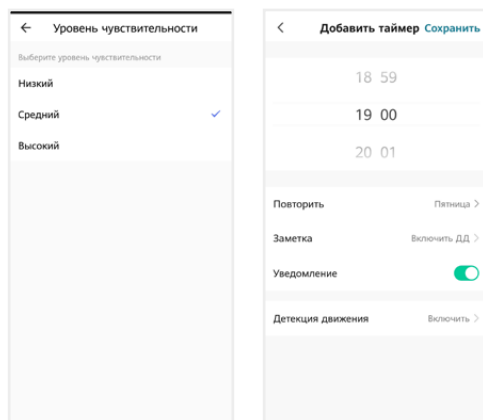 Уровень чувствительности
Выберите уровень чувствительности
Низкий
Средний
Высокий
Добавить таймер Сохранить
18 59
19 00
20 01
Повторить Пятница
Заметка Включить ДД
Уведомление
Детекция движения Включить